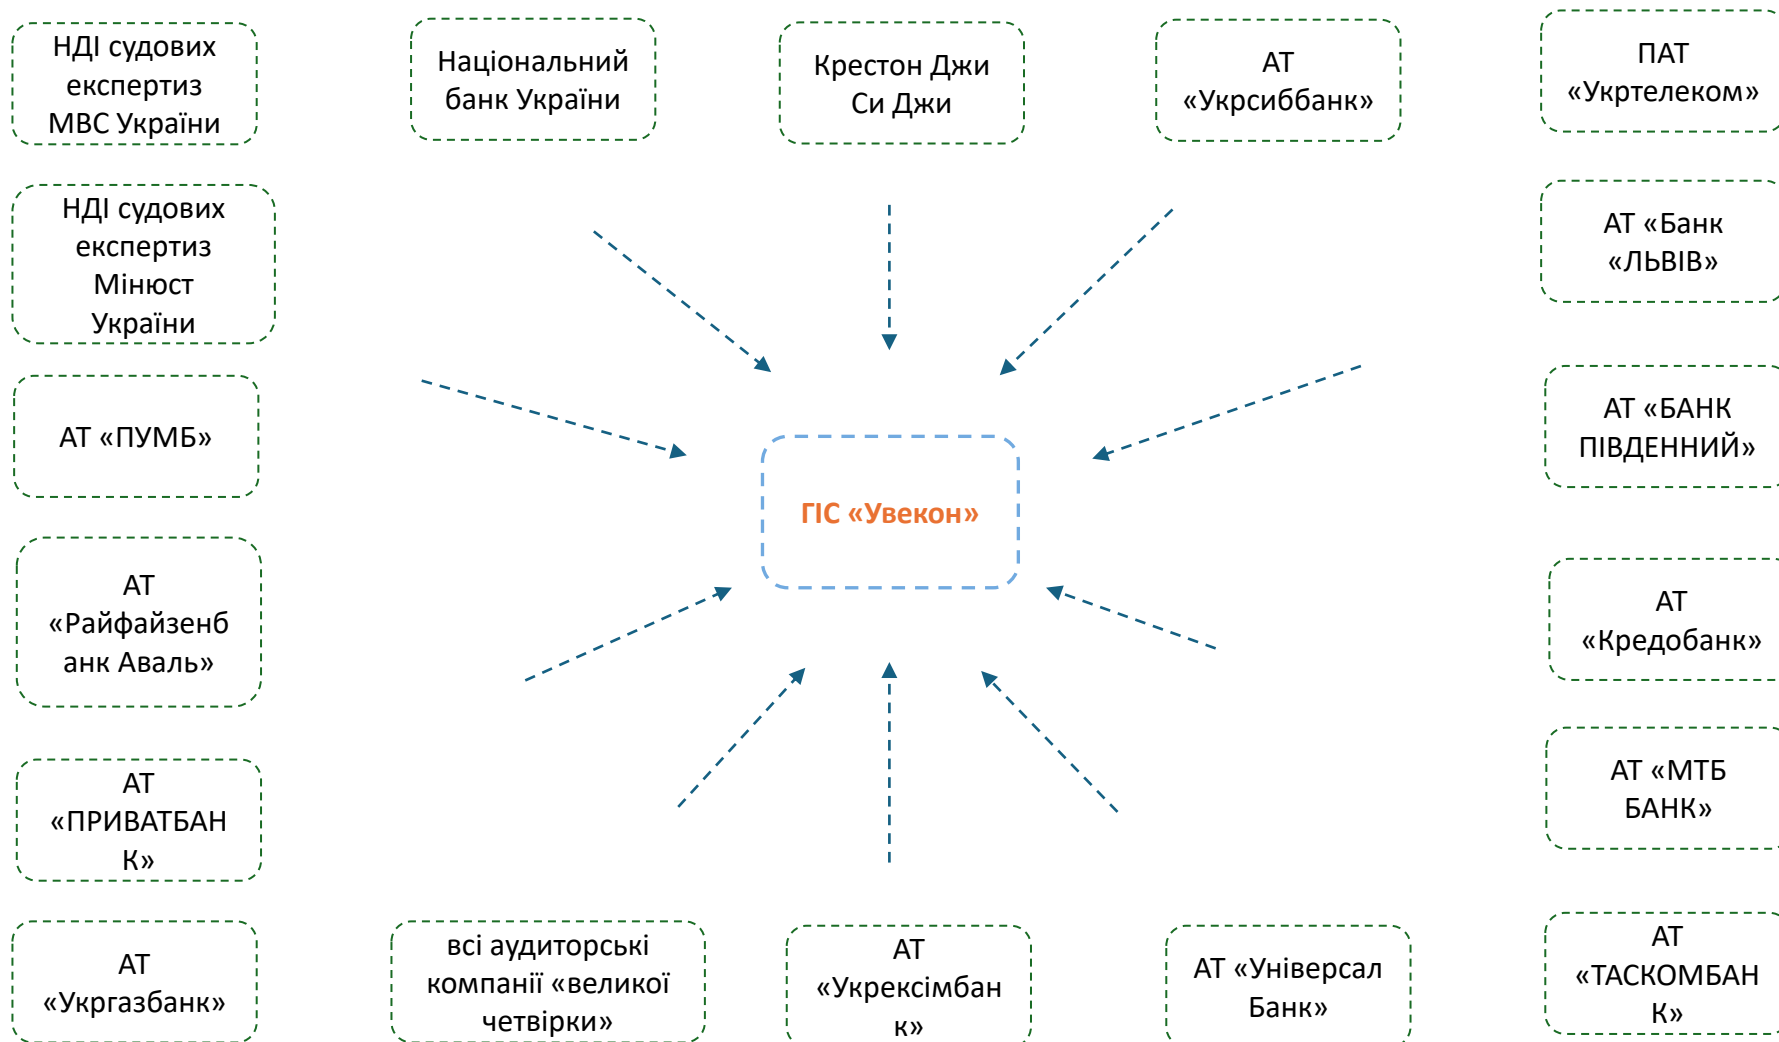 НДІ судових
експертиз
МВС України
Національний
банк України
Крестон Джи
Си Джи
АТ
«Укрсиббанк»
ПАТ
«Укртелеком»
НДІ судових
експертиз
Мінюст
України
АТ «Банк
«ЛЬВІВ»
АТ «ПУМБ»
АТ «БАНК
ПІВДЕННИЙ»
ГІС «Увекон»
АТ
«Райфайзенб
анк Аваль»
АТ
«Кредобанк»
АТ
«ПРИВАТБАН
К»
АТ «МТБ
БАНК»
АТ
«Укргазбанк»
всі аудиторські
компанії «великої
четвірки»
АТ
«Укрексімбан
к»
АТ «Універсал
Банк»
АТ
«ТАСКОМБАН
К»